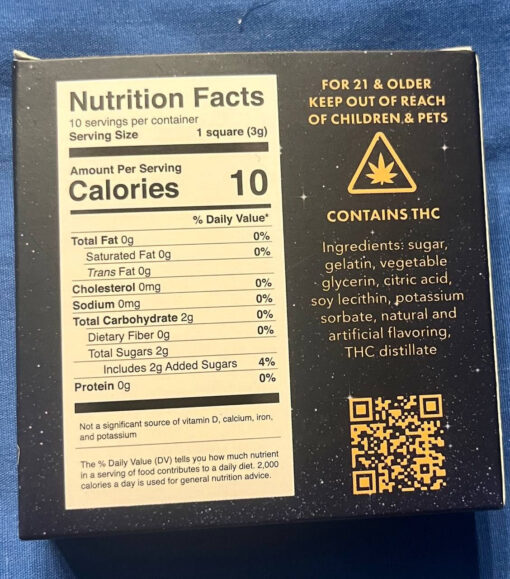 Nutrition Facts
10 servings per container
Serving Size 1 square (3g)
Amount Per Serving
Calories 10
% Daily Value*
Total Fat 0g 0%
Saturated Fat 0g 0%
Trans Fat 0g
Cholesterol 0mg 0%
Sodium 0mg 0%
Total Carbohydrate 2g 0%
Dietary Fiber 0g 0%
Total Sugars 2g
Includes 2g Added Sugars 4%
Protein 0g 0%
Not a significant source of vitamin D, calcium, iron,
and potassium
The % Daily Value (DV) tells you how much nutrient
in a serving of food contributes to a daily diet. 2,000
calories a day is used for general nutrition advice.
FOR 21 & OLDER
KEEP OUT OF REACH
OF CHILDREN & PETS
CONTAINS THC
Ingredients: sugar,
gelatin, vegetable
glycerin, citric acid,
soy lecithin, potassium
sorbate, natural and
artificial flavoring,
THC distillate